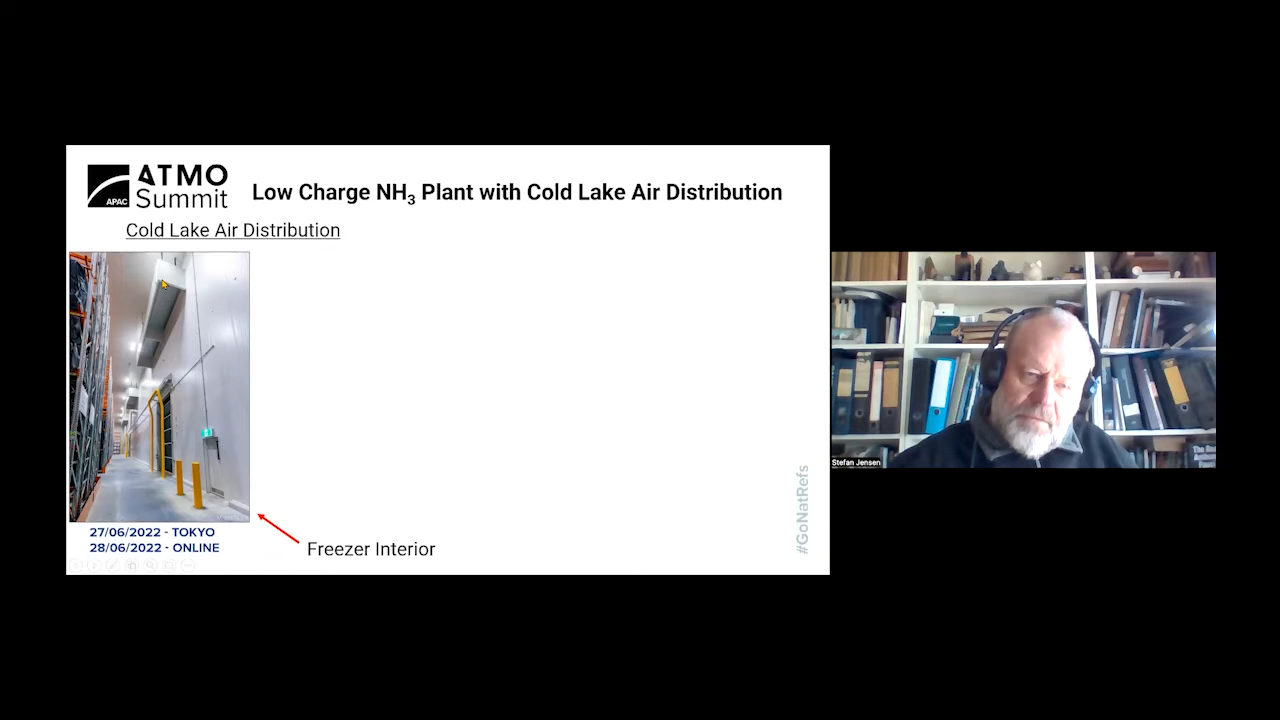 ATMO
APAC
Summit
Low Charge NH₃ Plant with Cold Lake Air Distribution
Cold Lake Air Distribution
27/06/2022 - TOKYO
28/06/2022 - ONLINE
Freezer Interior
#GoNatRefs
Stefan Jensen